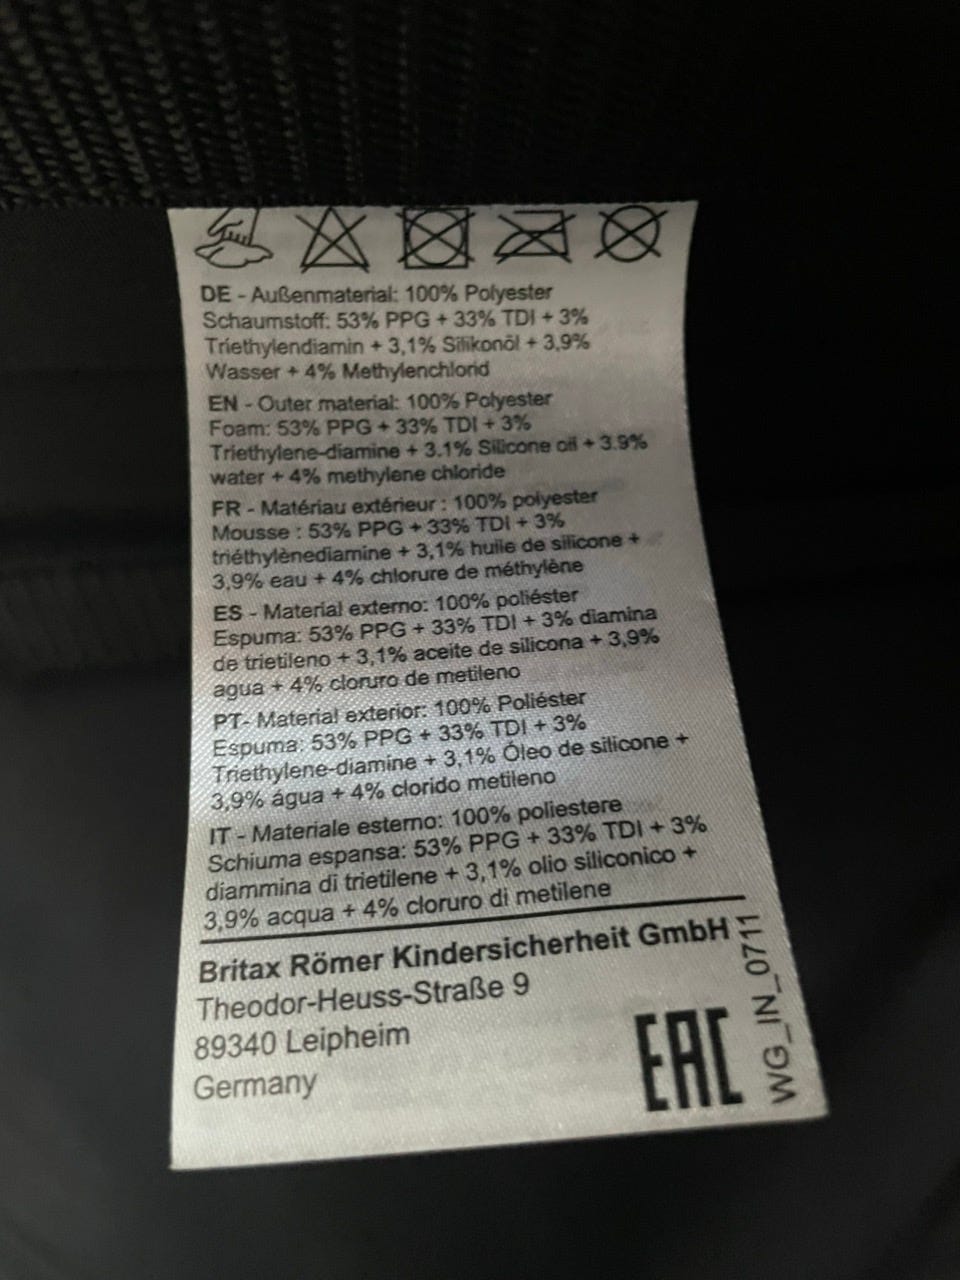 DE - Außenmaterial: 100% Polyester
Schaumstoff: 53% PPG + 33% TDI + 3%
Triethylendiamin + 3,1% Silikonöl + 3,9%
Wasser + 4% Methylenchlorid
EN - Outer material: 100% Polyester
Foam: 53% PPG + 33% TDI + 3%
Triethylene-diamine + 3.1% Silicone oil + 3.9%
water + 4% methylene chloride
FR - Matériau extérieur : 100% polyester
Mousse : 53% PPG + 33% TDI + 3%
triéthylènediamine + 3,1% huile de silicone +
3,9% eau + 4% chlorure de méthylène
ES - Material externo: 100% poliéster
Espuma: 53% PPG + 33% TDI + 3% diamina
de trietileno + 3,1% aceite de silicona + 3,9%
agua + 4% cloruro de metileno
PT- Material exterior: 100% Poliéster
Espuma: 53% PPG + 33% TDI + 3%
Triethylene-diamine + 3,1% Óleo de silicone +
3,9% água + 4% clorido metileno
IT - Materiale esterno: 100% poliestere
Schiuma espansa: 53% PPG + 33% TDI + 3%
diammina di trietilene + 3,1% olio siliconico +
3,9% acqua + 4% cloruro di metilene
Britax Römer Kindersicherheit GmbH
Theodor-Heuss-Straße 9
89340 Leipheim
Germany
EAC
WG_IN_0711